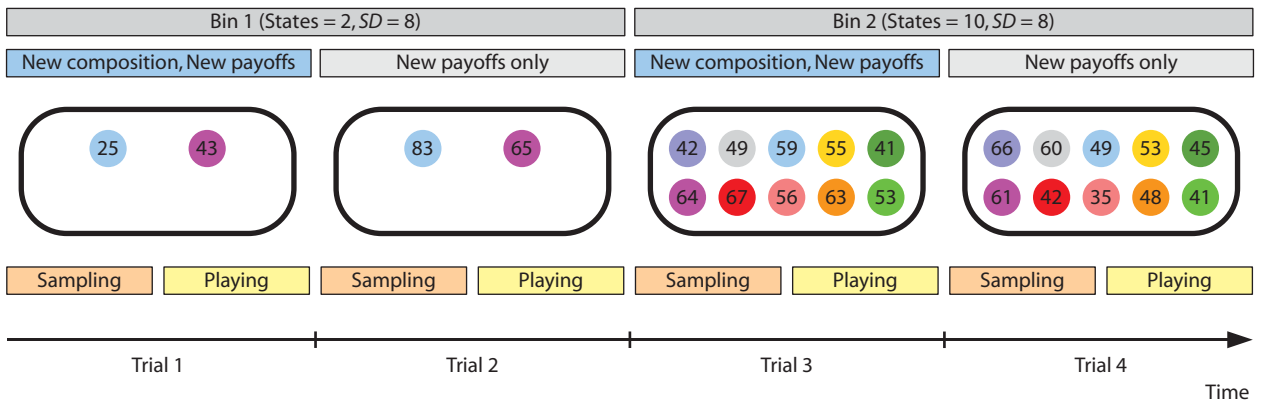 Bin 1 (States = 2, SD = 8) Bin 2 (States = 10, SD = 8)
New composition, New payoffs New payoffs only New composition, New payoffs New payoffs only
25 43 83 65 42 49 59 55 41 66 60 49 53 45
64 67 56 63 53 61 42 35 48 41
Sampling Playing Sampling Playing Sampling Playing Sampling Playing
Trial 1 Trial 2 Trial 3 Trial 4
Time